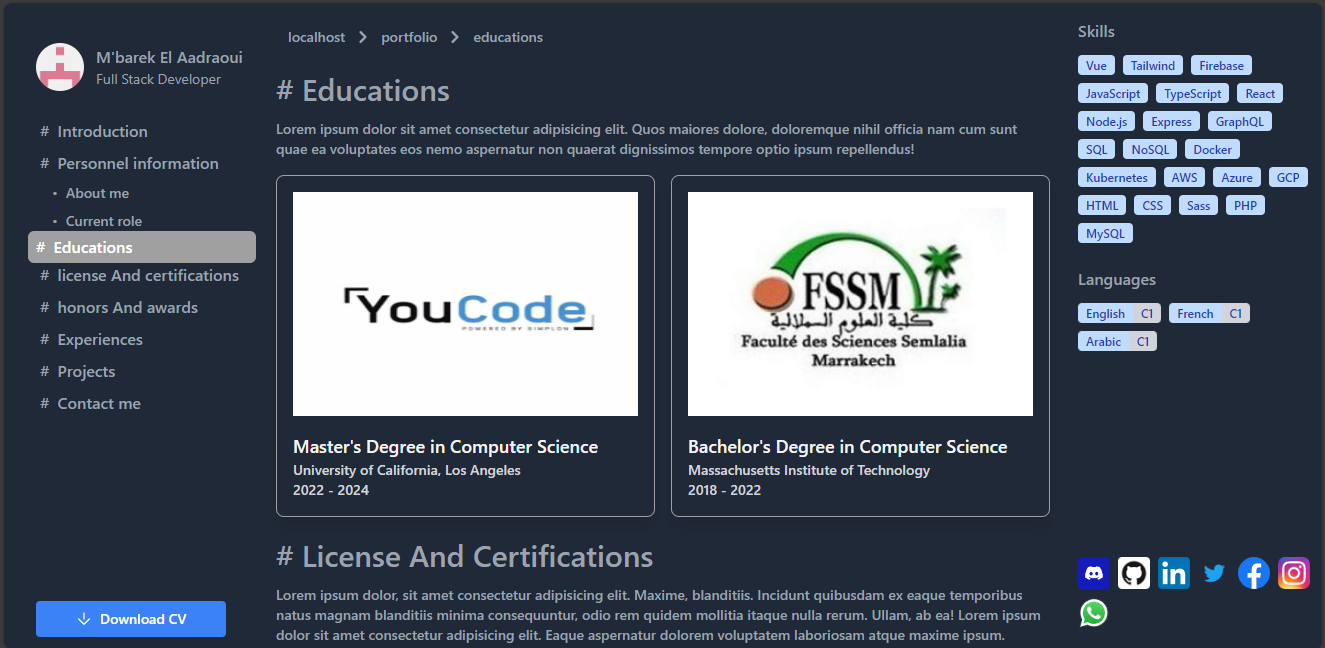 M'barek El Aadraoui
Full Stack Developer
# Introduction
# Personnel information
• About me
• Current role
# Educations
# license And certifications
# honors And awards
# Experiences
# Projects
# Contact me
Download CV
localhost > portfolio > educations
# Educations
Lorem ipsum dolor sit amet consectetur adipisicing elit. Quos maiores dolore, doloremque nihil officia nam cum sunt
quae ea voluptates eos nemo aspernatur non quaerat dignissimos tempore optio ipsum repellendus!
YouCode
POWERED BY SIMPLON
Master's Degree in Computer Science
University of California, Los Angeles
2022 - 2024
FSSM
كلية العلوم السملالية
Faculté des Sciences Semlalia
Marrakech
Bachelor's Degree in Computer Science
Massachusetts Institute of Technology
2018 - 2022
# License And Certifications
Lorem ipsum dolor, sit amet consectetur adipisicing elit. Maxime, blanditiis. Incidunt quibusdam ex eaque temporibus
natus magnam blanditiis minima consequuntur, odio rem quidem mollitia itaque nulla rerum. Ullam, ab ea! Lorem ipsum
dolor sit amet consectetur adipisicing elit. Eaque aspernatur dolorem voluptatem laboriosam atque maxime ipsum.
Skills
Vue Tailwind Firebase
JavaScript TypeScript React
Node.js Express GraphQL
SQL NoSQL Docker
Kubernetes AWS Azure GCP
HTML CSS Sass PHP
MySQL
Languages
English C1 French C1
Arabic C1
in